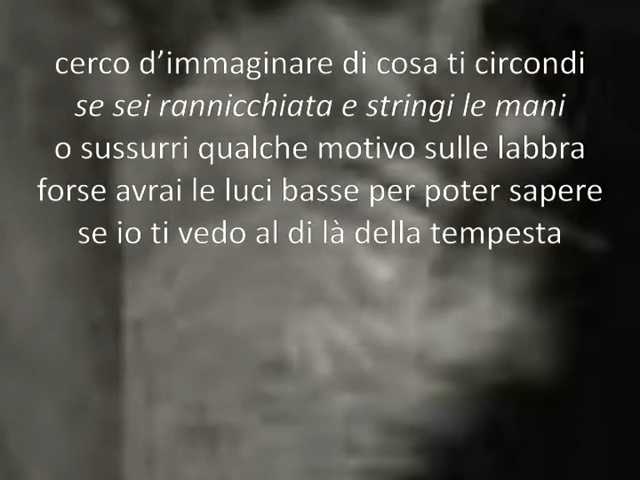 cerco d’immaginare di cosa ti circondi
se sei rannicchiata e stringi le mani
o sussurri qualche motivo sulle labbra
forse avrai le luci basse per poter sapere
se io ti vedo al di là della tempesta